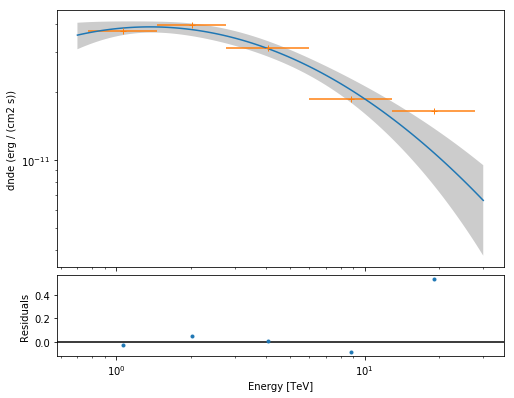 dnde (erg / (cm2 s))
10⁻¹¹
Residuals
0.4
0.2
0.0
10⁰
10¹
Energy [TeV]